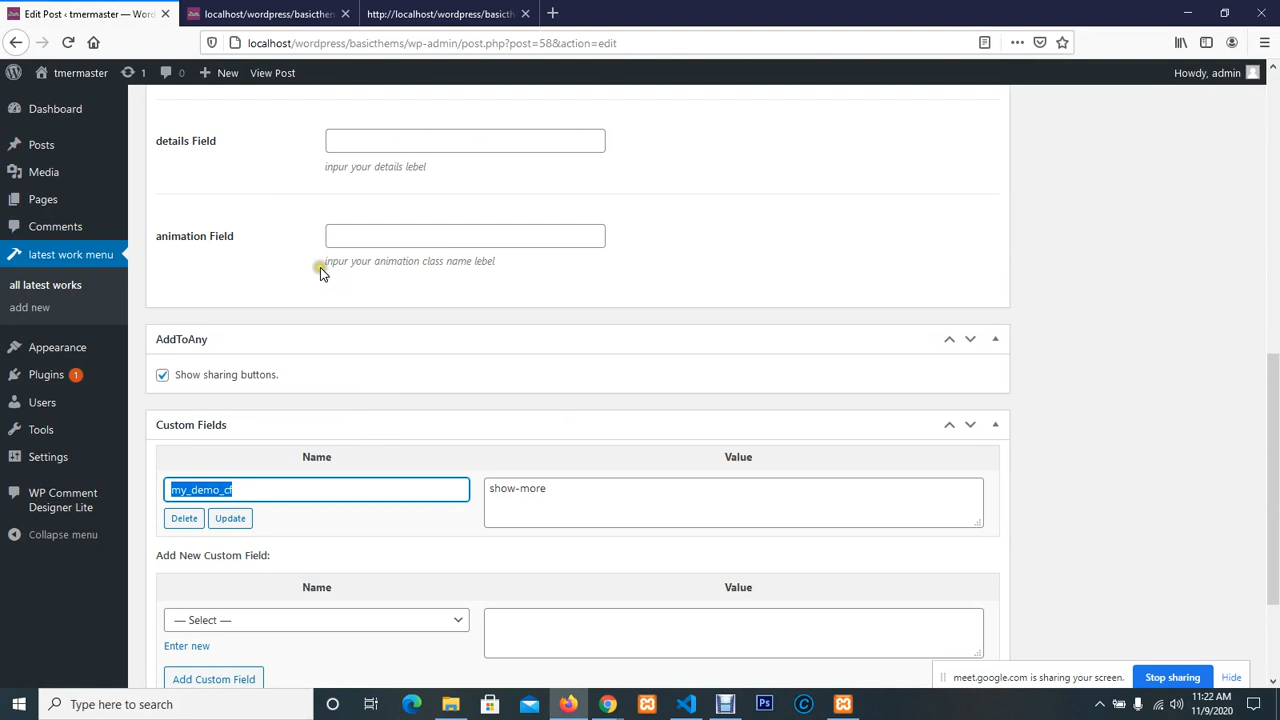 Edit Post ‹ tmermaster — Word
localhost/wordpress/basicthem
http://localhost/wordpress/basicth
localhost/wordpress/basicthems/wp-admin/post.php?post=58&action=edit
tmermaster
1
0
New
View Post
Howdy, admin
Dashboard
Posts
Media
Pages
Comments
latest work menu
all latest works
add new
Appearance
Plugins 1
Users
Tools
Settings
WP Comment
Designer Lite
Collapse menu
details Field
inpur your details lebel
animation Field
inpur your animation class name lebel
AddToAny
Show sharing buttons.
Custom Fields
Name
Value
my_demo_cf
show-more
Delete
Update
Add New Custom Field:
Name
Value
— Select —
Enter new
Add Custom Field
meet.google.com is sharing your screen.
Stop sharing
Hide
Type here to search
11:22 AM
11/9/2020